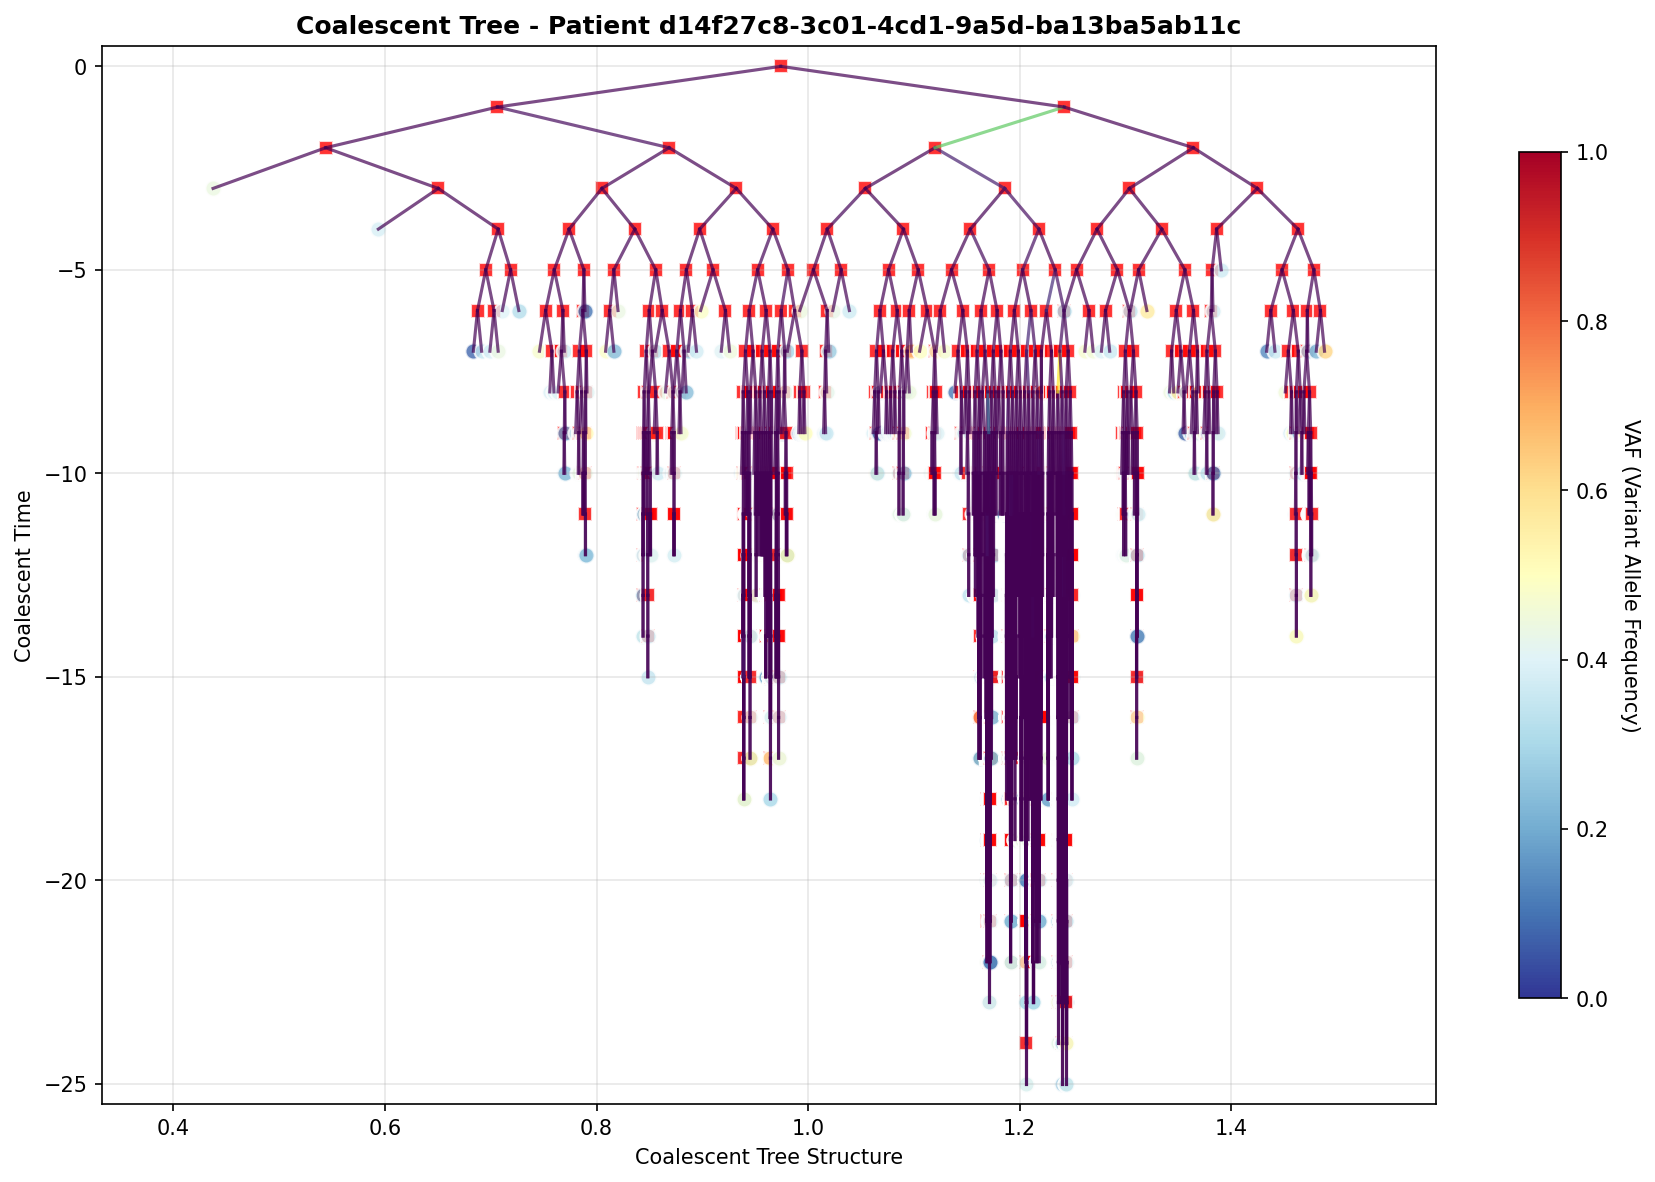 Coalescent Tree - Patient d14f27c8-3c01-4cd1-9a5d-ba13ba5ab11c
0
−5
−10
−15
−20
−25
Coalescent Time
0.4 0.6 0.8 1.0 1.2 1.4
Coalescent Tree Structure
1.0
0.8
0.6
0.4
0.2
0.0
VAF (Variant Allele Frequency)